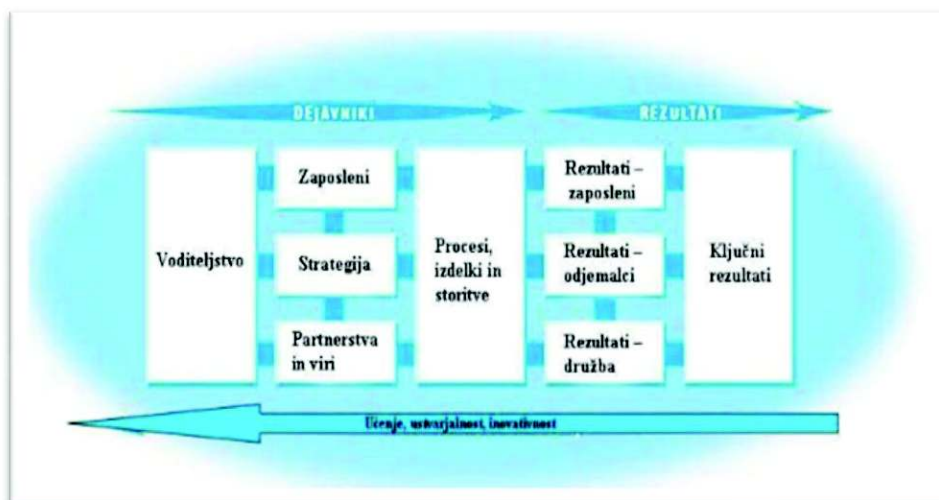 DEJAVNIKI
REZULTATI
Voditeljstvo
Zaposleni
Strategija
Partnerstva
in viri
Procesi,
izdelki in
storitve
Rezultati –
zaposleni
Rezultati –
odjemalci
Rezultati –
družba
Ključni
rezultati
Učenje, ustvarjalnost, inovativnost